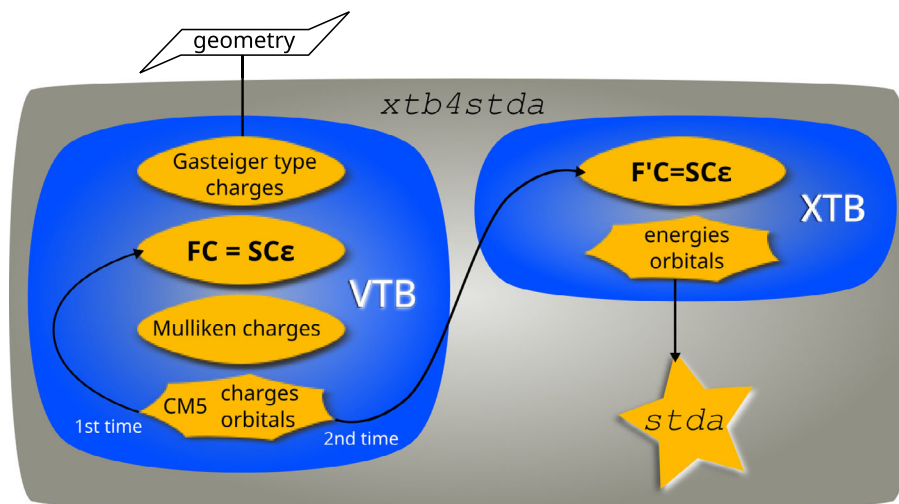 geometry
xtb4stda
Gasteiger type
charges
FC = SCε
VTB
Mulliken charges
CM5
charges
orbitals
1st time
2nd time
F'C=SCε
XTB
energies
orbitals
stda